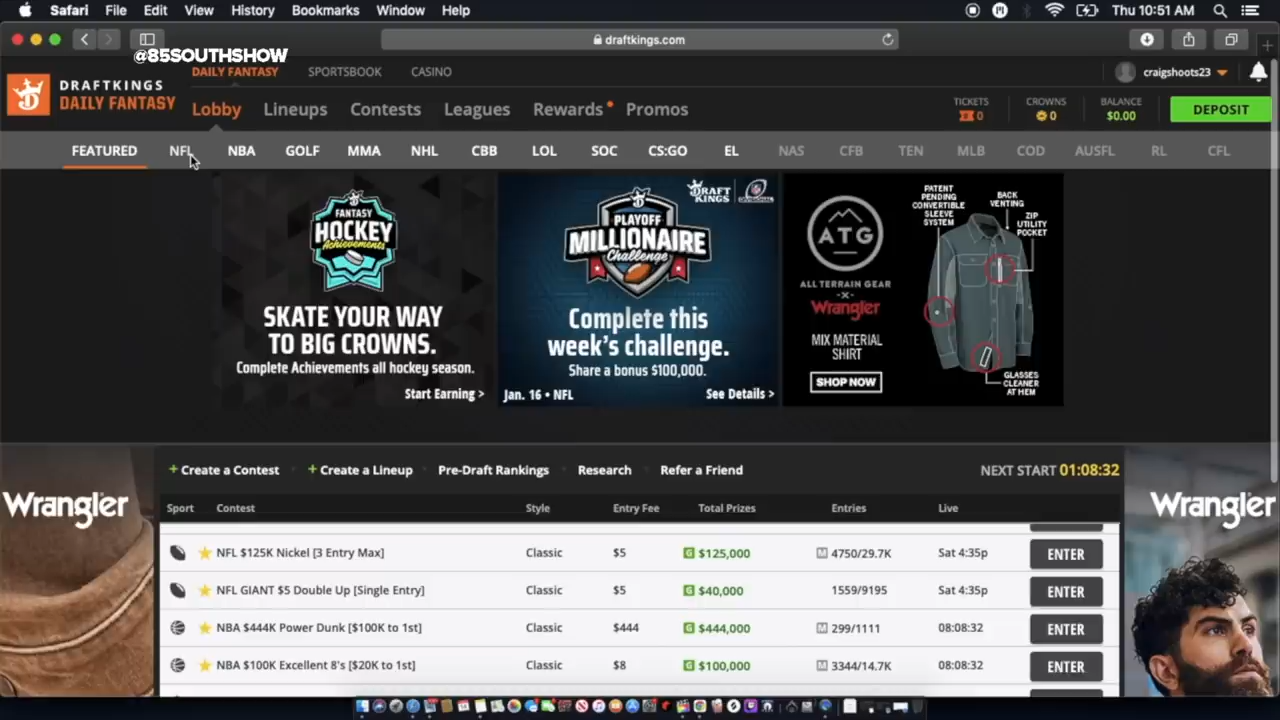 Safari File Edit View History Bookmarks Window Help Thu 10:51 AM
@85SOUTHSHOW
draftkings.com
DAILY FANTASY SPORTSBOOK CASINO craigshoots23
DRAFTKINGS
DAILY FANTASY
Lobby Lineups Contests Leagues Rewards Promos
TICKETS 0 CROWNS 0 BALANCE $0.00 DEPOSIT
FEATURED NFL NBA GOLF MMA NHL CBB LOL SOC CS:GO EL NAS CFB TEN MLB COD AUSFL RL CFL
FANTASY
HOCKEY
Achievements
SKATE YOUR WAY
TO BIG CROWNS.
Complete Achievements all hockey season.
Start Earning >
DRAFT
KINGS
PLAYOFF
MILLIONAIRE
Challenge
Complete this
week's challenge.
Share a bonus $100,000.
Jan. 16 • NFL See Details >
ATG
ALL TERRAIN GEAR
-X-
Wrangler
MIX MATERIAL
SHIRT
SHOP NOW
PATENT
PENDING
CONVERTIBLE
SLEEVE
SYSTEM
BACK
VENTING
ZIP
UTILITY
POCKET
GLASSES
CLEANER
AT HEM
+ Create a Contest + Create a Lineup Pre-Draft Rankings Research Refer a Friend NEXT START 01:08:32
Wrangler
Wrangler
Sport Contest Style Entry Fee Total Prizes Entries Live
NFL $125K Nickel [3 Entry Max] Classic $5 G $125,000 M 4750/29.7K Sat 4:35p ENTER
NFL GIANT $5 Double Up [Single Entry] Classic $5 G $40,000 1559/9195 Sat 4:35p ENTER
NBA $444K Power Dunk [$100K to 1st] Classic $444 G $444,000 M 299/1111 08:08:32 ENTER
NBA $100K Excellent 8's [$20K to 1st] Classic $8 G $100,000 M 3344/14.7K 08:08:32 ENTER